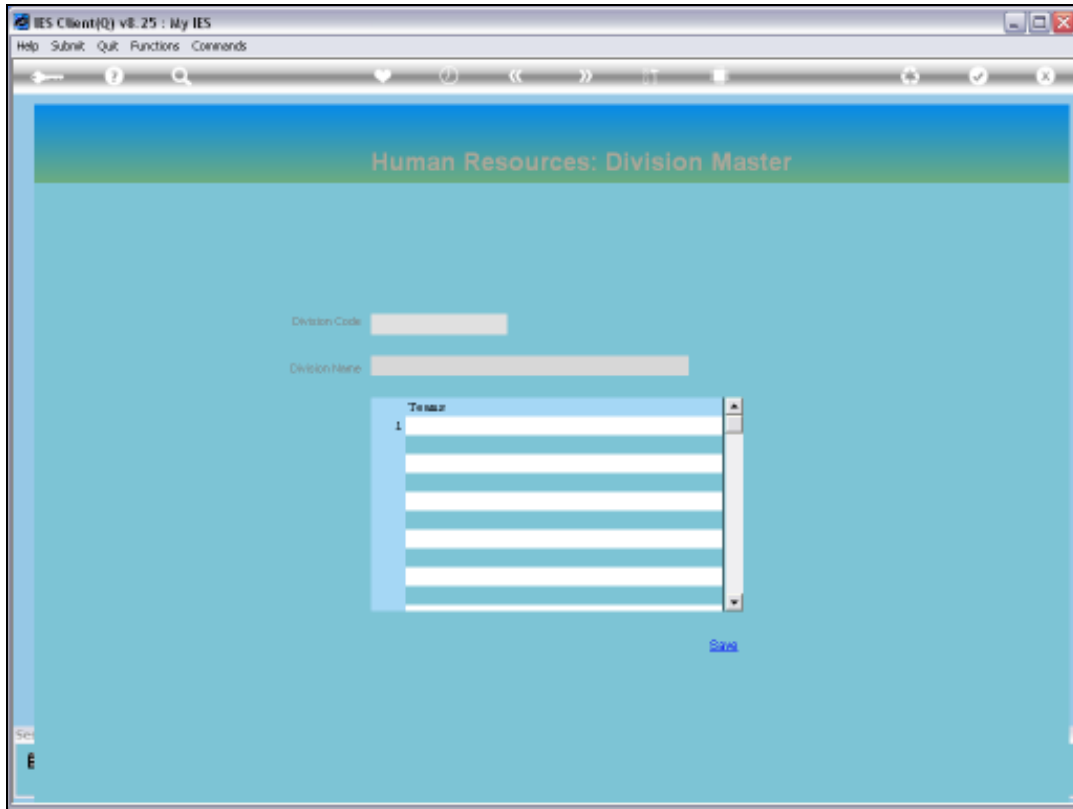 IES Client(Q) v8.25 : My IES
Help Submit Quit Functions Commands
Human Resources: Division Master
Division Code
Division Name
Teams
1
Save
Ser